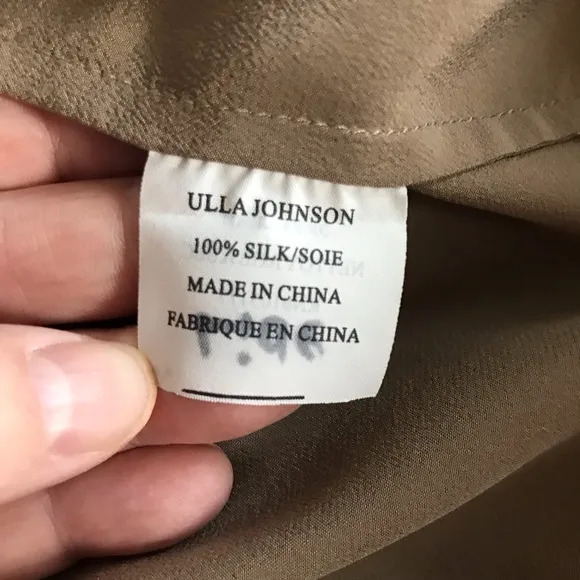 ULLA JOHNSON
100% SILK/SOIE
MADE IN CHINA
FABRIQUE EN CHINA